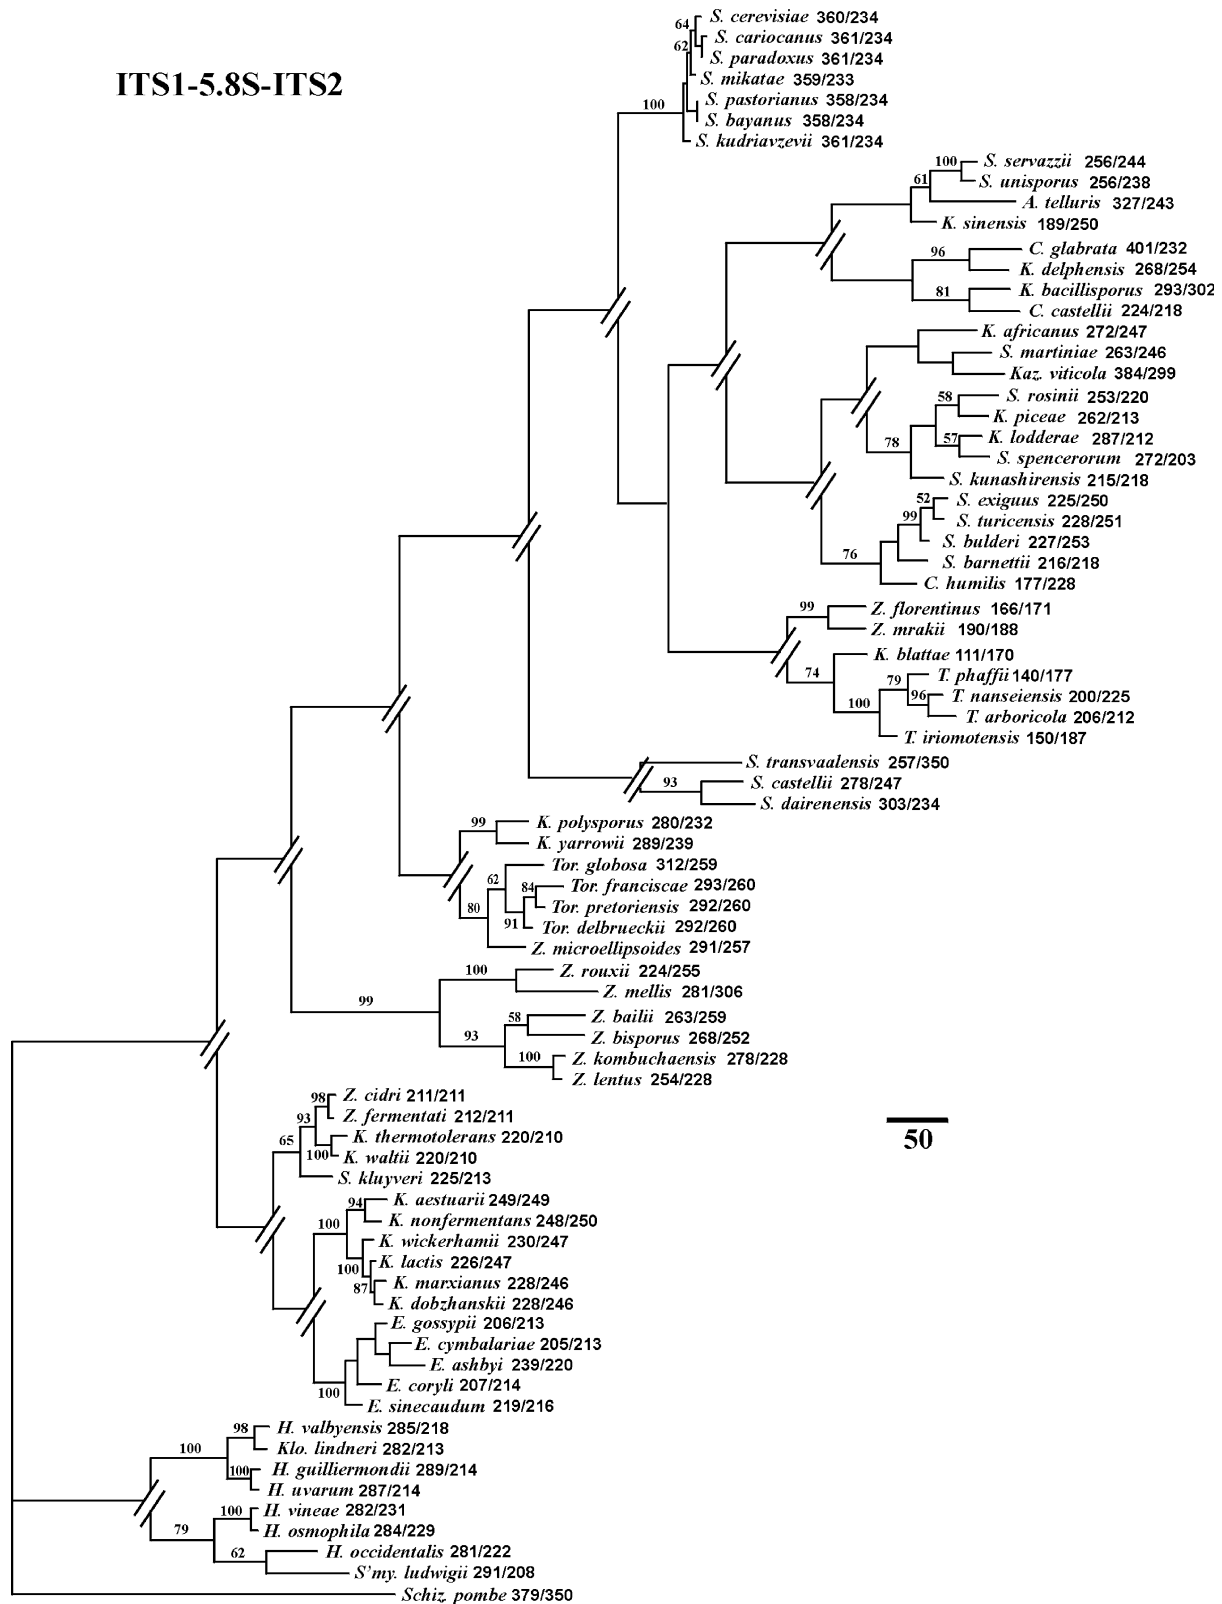 64
S. cerevisiae 360/234
S. cariocanus 361/234
62
S. paradoxus 361/234
ITS1-5.8S-ITS2
S. mikatae 359/233
100
S. pastorianus 358/234
S. bayanus 358/234
S. kudriavzevii 361/234
100
S. servazzii 256/244
61
S. unisporus 256/238
A. telluris 327/243
K. sinensis 189/250
96
C. glabrata 401/232
K. delphensis 268/254
81
K. bacillisporus 293/302
C. castellii 224/218
K. africanus 272/247
S. martiniae 263/246
Kaz. viticola 384/299
58
S. rosinii 253/220
K. piceae 262/213
78
57
K. lodderae 287/212
S. spencerorum 272/203
S. kunashirensis 215/218
52
S. exiguus 225/250
99
S. turicensis 228/251
S. bulderi 227/253
76
S. barnettii 216/218
C. humilis 177/228
99
Z. florentinus 166/171
Z. mrakii 190/188
74
K. blattae 111/170
79
T. phaffii 140/177
96
T. nanseiensis 200/225
100
T. arboricola 206/212
T. iriomotensis 150/187
S. transvaalensis 257/350
93
S. castellii 278/247
S. dairenensis 303/234
99
K. polysporus 280/232
K. yarrowii 289/239
62
Tor. globosa 312/259
84
Tor. franciscae 293/260
80
Tor. pretoriensis 292/260
91
Tor. delbrueckii 292/260
Z. microellipsoides 291/257
100
Z. rouxii 224/255
99
Z. mellis 281/306
58
Z. bailii 263/259
93
Z. bisporus 268/252
100
Z. kombuchaensis 278/228
Z. lentus 254/228
98
Z. cidri 211/211
93
Z. fermentati 212/211
65
K. thermotolerans 220/210
50
100
K. waltii 220/210
S. kluyveri 225/213
94
K. aestuarii 249/249
100
K. nonfermentans 248/250
K. wickerhamii 230/247
100
K. lactis 226/247
87
K. marxianus 228/246
K. dobzhanskii 228/246
E. gossypii 206/213
E. cymbalariae 205/213
E. ashbyi 239/220
100
E. coryli 207/214
E. sinecaudum 219/216
98
H. valbyensis 285/218
100
Klo. lindneri 282/213
100
H. guilliermondii 289/214
H. uvarum 287/214
100
H. vineae 282/231
79
H. osmophila 284/229
62
H. occidentalis 281/222
S'my. ludwigii 291/208
Schiz. pombe 379/350